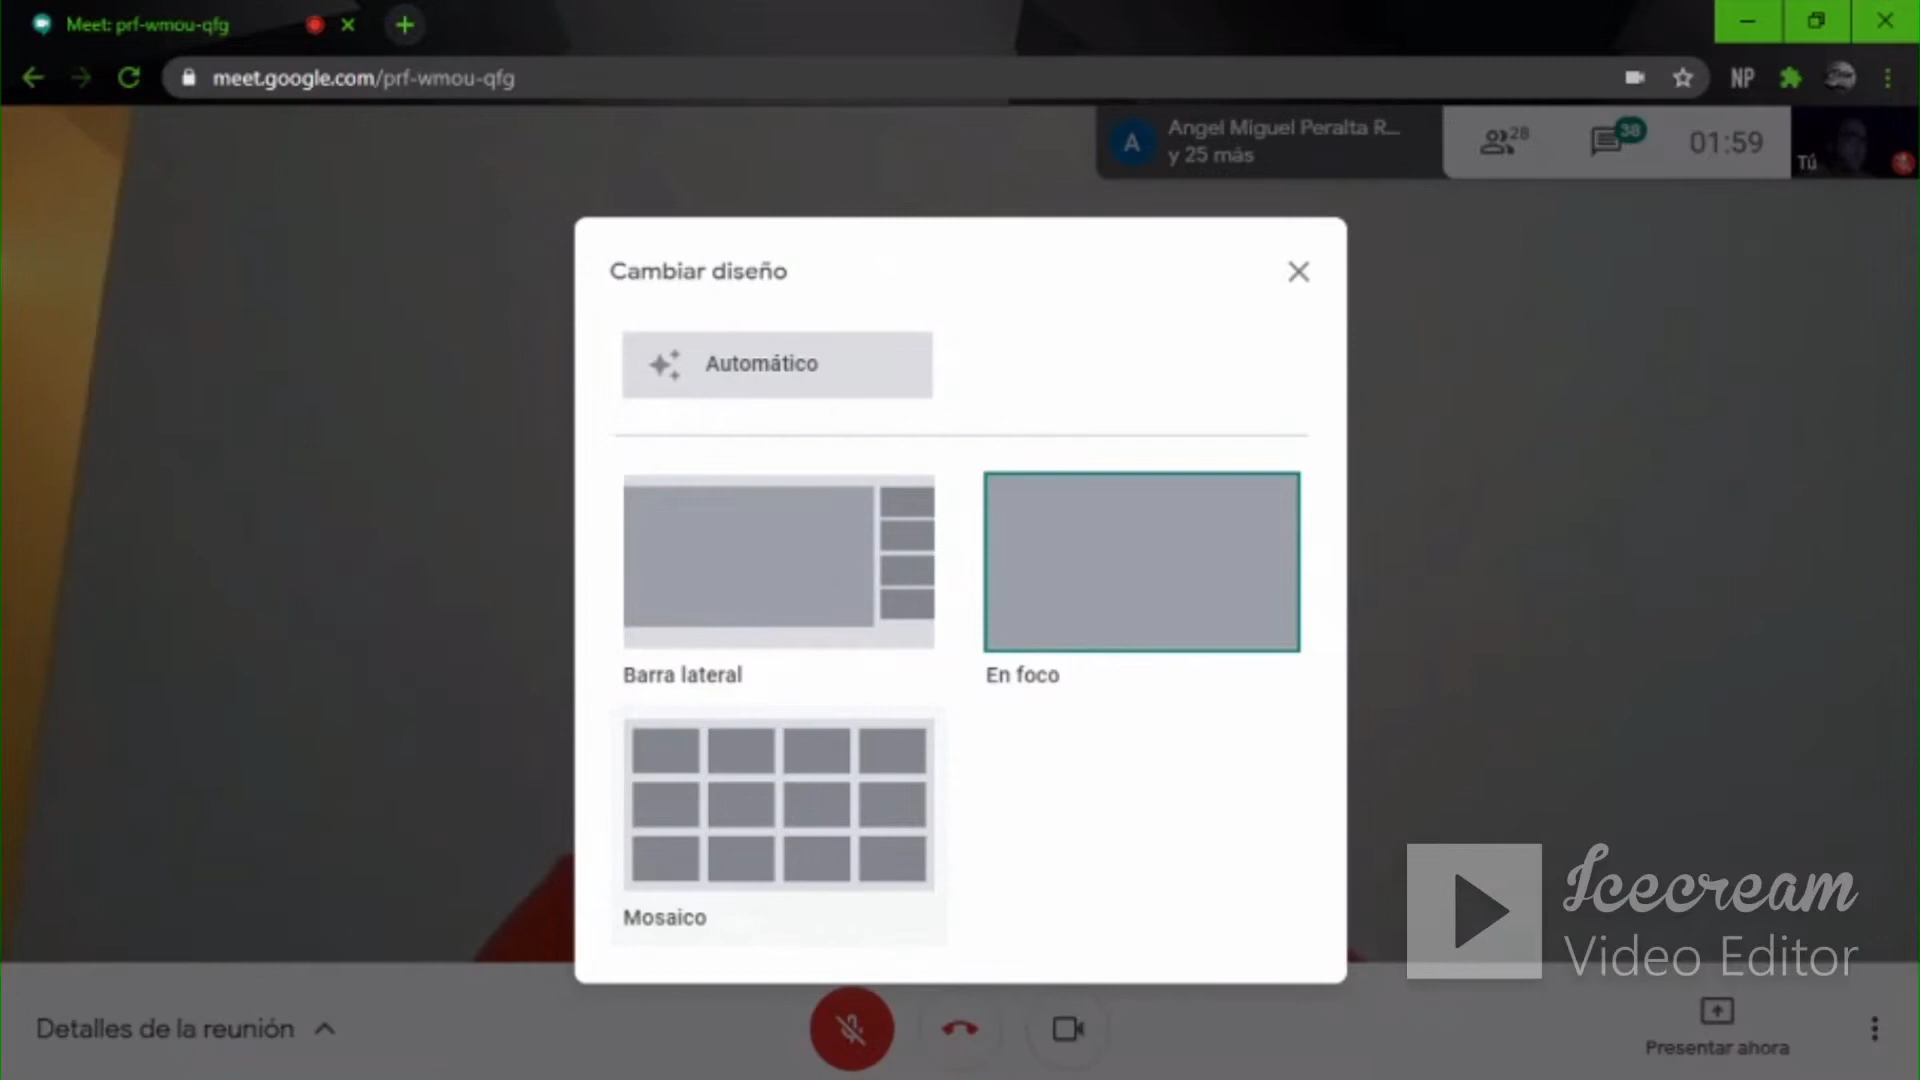 Meet: prf-wmou-qfg
meet.google.com/prf-wmou-qfg
NP
Angel Miguel Peralta R...
y 25 más
A
28
38
01:59
Tú
Cambiar diseño
Automático
Barra lateral
En foco
Mosaico
Icecream
Video Editor
Detalles de la reunión
Presentar ahora